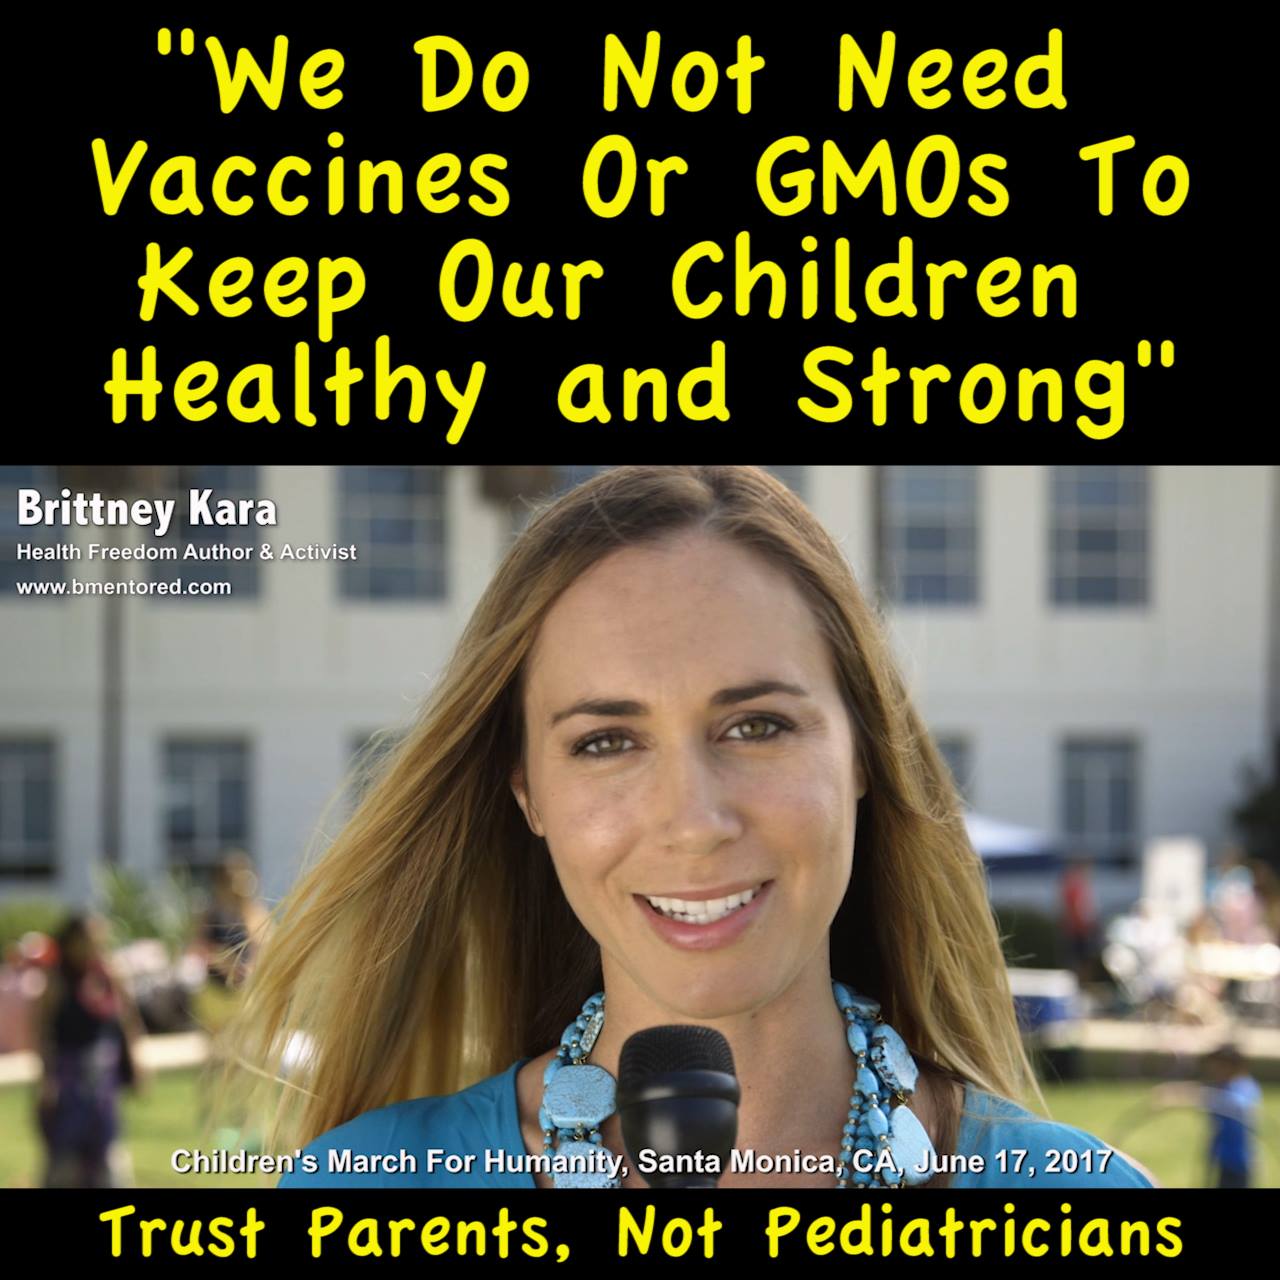 "We Do Not Need
Vaccines Or GMOs To
Keep Our Children
Healthy and Strong"
Brittney Kara
Health Freedom Author & Activist
www.bmentored.com
Children's March For Humanity, Santa Monica, CA, June 17, 2017
Trust Parents, Not Pediatricians